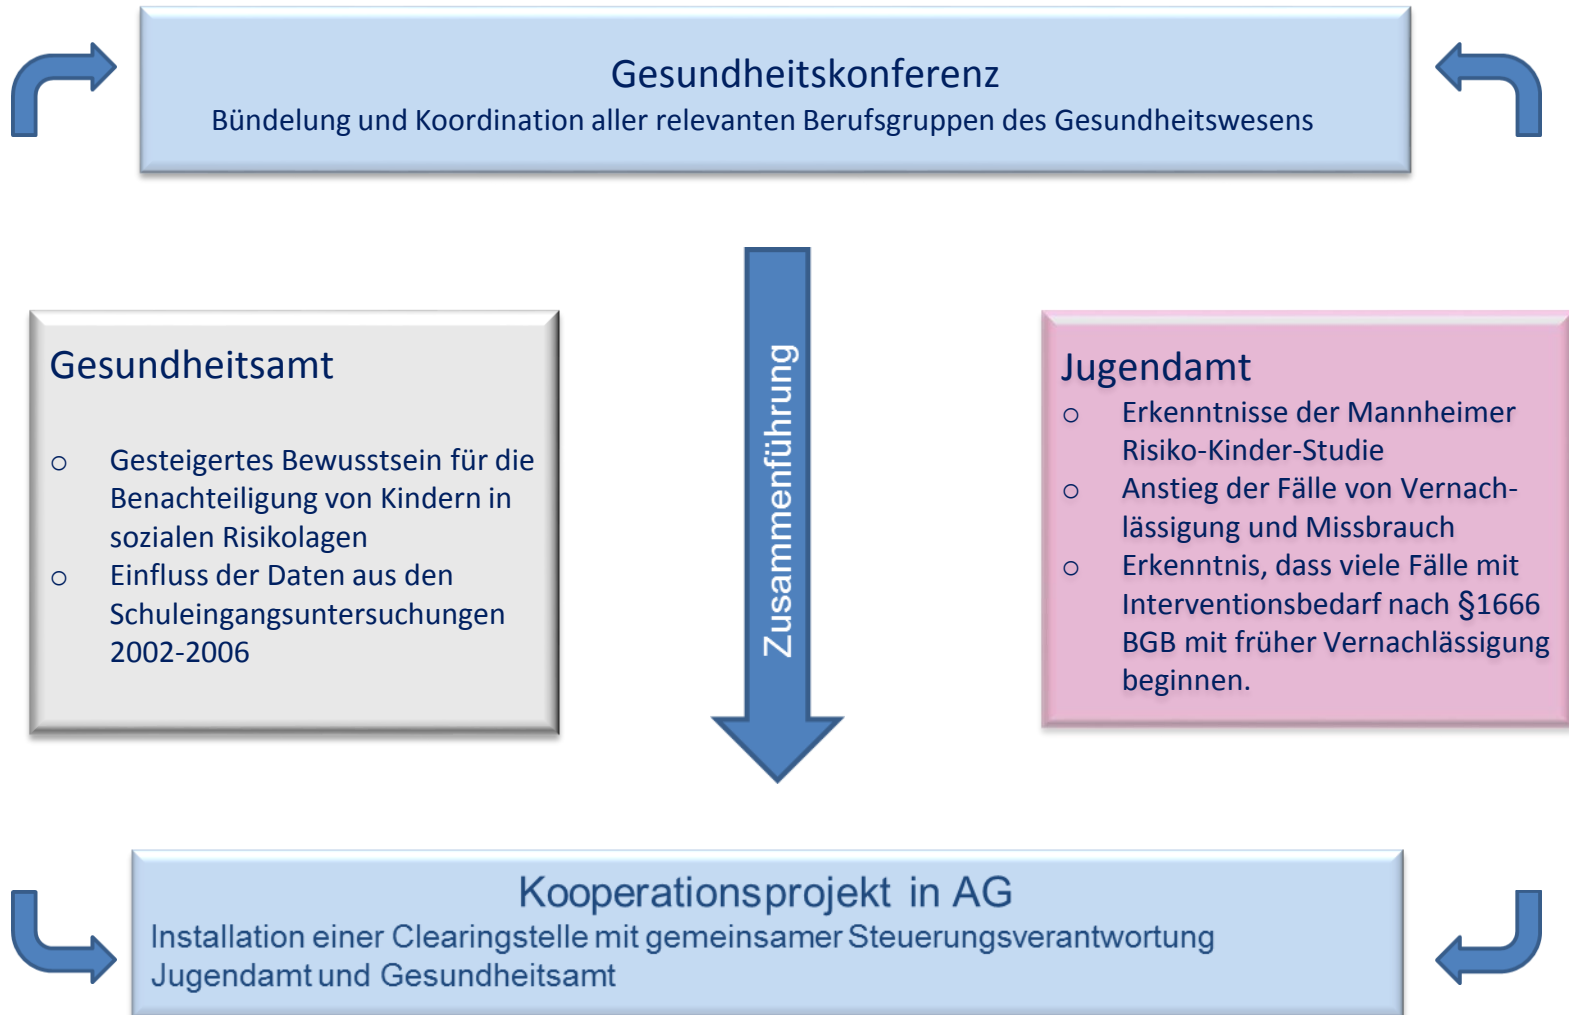 Gesundheitskonferenz
Bündelung und Koordination aller relevanten Berufsgruppen des Gesundheitswesens
Gesundheitsamt
o Gesteigertes Bewusstsein für die
Benachteiligung von Kindern in
sozialen Risikolagen
o Einfluss der Daten aus den
Schuleingangsuntersuchungen
2002-2006
Zusammenführung
Jugendamt
o Erkenntnisse der Mannheimer
Risiko-Kinder-Studie
o Anstieg der Fälle von Vernach-
lässigung und Missbrauch
o Erkenntnis, dass viele Fälle mit
Interventionsbedarf nach §1666
BGB mit früher Vernachlässigung
beginnen.
Kooperationsprojekt in AG
Installation einer Clearingstelle mit gemeinsamer Steuerungsverantwortung
Jugendamt und Gesundheitsamt